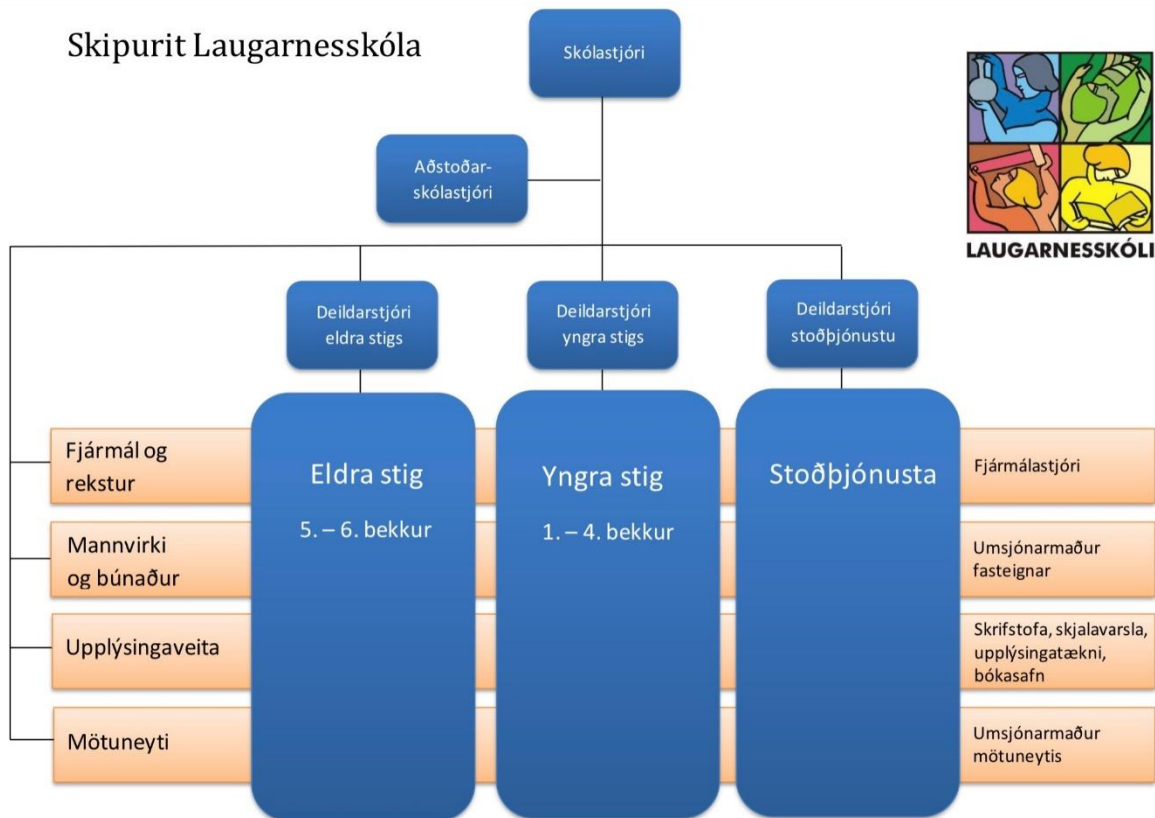 Skipurit Laugarnesskóla
Skólastjóri
Aðstoðar-
skólastjóri
LAUGARNESSKÓLI
Deildarstjóri
eldra stigs
Deildarstjóri
yngra stigs
Deildarstjóri
stoðþjónustu
Eldra stig
5. – 6. bekkur
Yngra stig
1. – 4. bekkur
Stoðþjónusta
Fjármál og
rekstur
Fjármálastjóri
Mannvirki
og búnaður
Umsjónarmaður
fasteignar
Upplýsingaveita
Skrifstofa, skjalavarsla,
upplýsingatækni,
bókasafn
Mötuneyti
Umsjónarmaður
mötuneytis